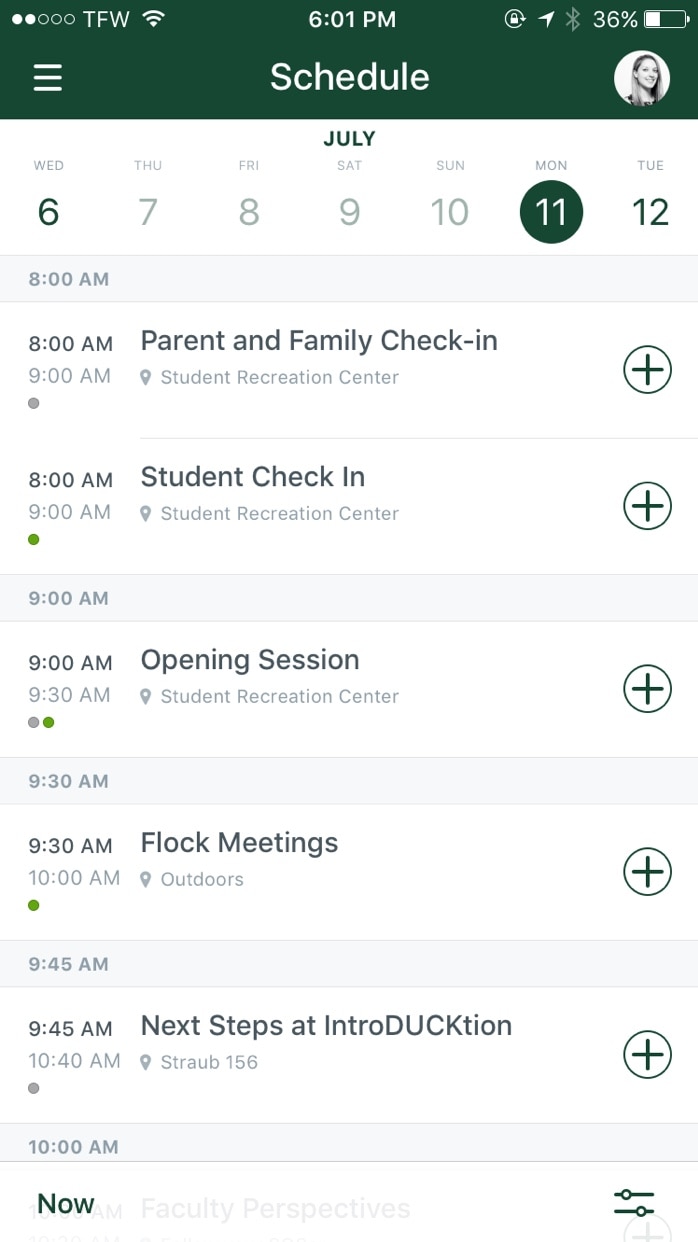 TFW 6:01 PM 36%
Schedule
JULY
WED THU FRI SAT SUN MON TUE
6 7 8 9 10 11 12
8:00 AM
8:00 AM Parent and Family Check-in
9:00 AM Student Recreation Center
8:00 AM Student Check In
9:00 AM Student Recreation Center
9:00 AM
9:00 AM Opening Session
9:30 AM Student Recreation Center
9:30 AM
9:30 AM Flock Meetings
10:00 AM Outdoors
9:45 AM
9:45 AM Next Steps at IntroDUCKtion
10:40 AM Straub 156
10:00 AM
Now
10:00 AM Faculty Perspectives